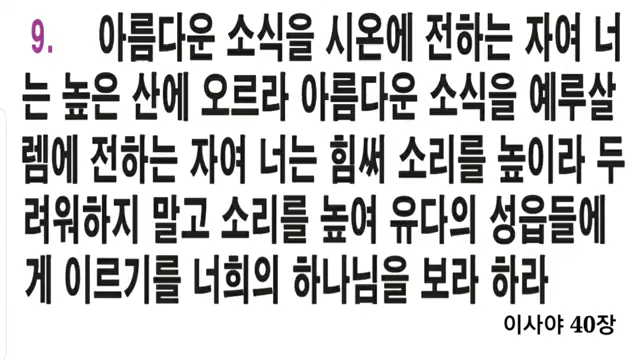 9. 아름다운 소식을 시온에 전하는 자여 너
는 높은 산에 오르라 아름다운 소식을 예루살
렘에 전하는 자여 너는 힘써 소리를 높이라 두
려워하지 말고 소리를 높여 유다의 성읍들에
게 이르기를 너희의 하나님을 보라 하라
이사야 40장